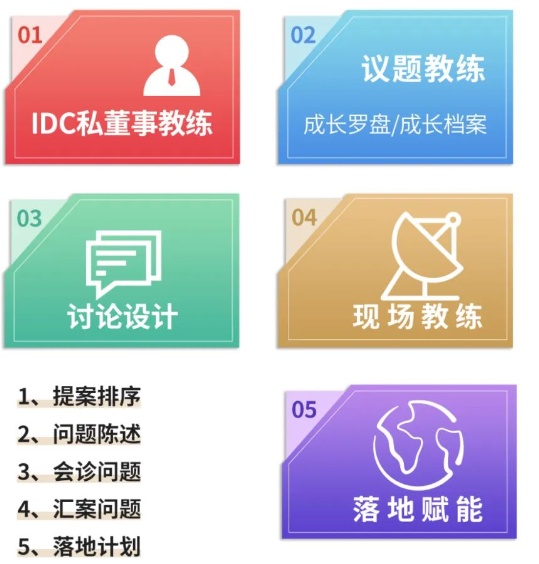 01
IDC私董事教练
02
议题教练
成长罗盘/成长档案
03
讨论设计
04
现场教练
1、提案排序
2、问题陈述
3、会诊问题
4、汇案问题
5、落地计划
05
落地赋能